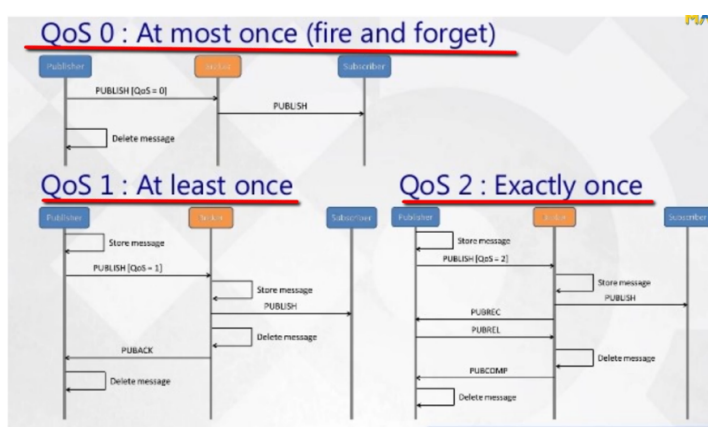 QoS 0 : At most once (fire and forget)
Publisher
Broker
Subscriber
PUBLISH [QoS = 0]
PUBLISH
Delete message
QoS 1 : At least once
Publisher
Broker
Subscriber
Store message
PUBLISH [QoS = 1]
Store message
PUBLISH
Delete message
PUBACK
Delete message
QoS 2 : Exactly once
Publisher
Broker
Subscriber
Store message
PUBLISH [QoS = 2]
Store message
PUBLISH
PUBREC
PUBREL
Delete message
PUBCOMP
Delete message